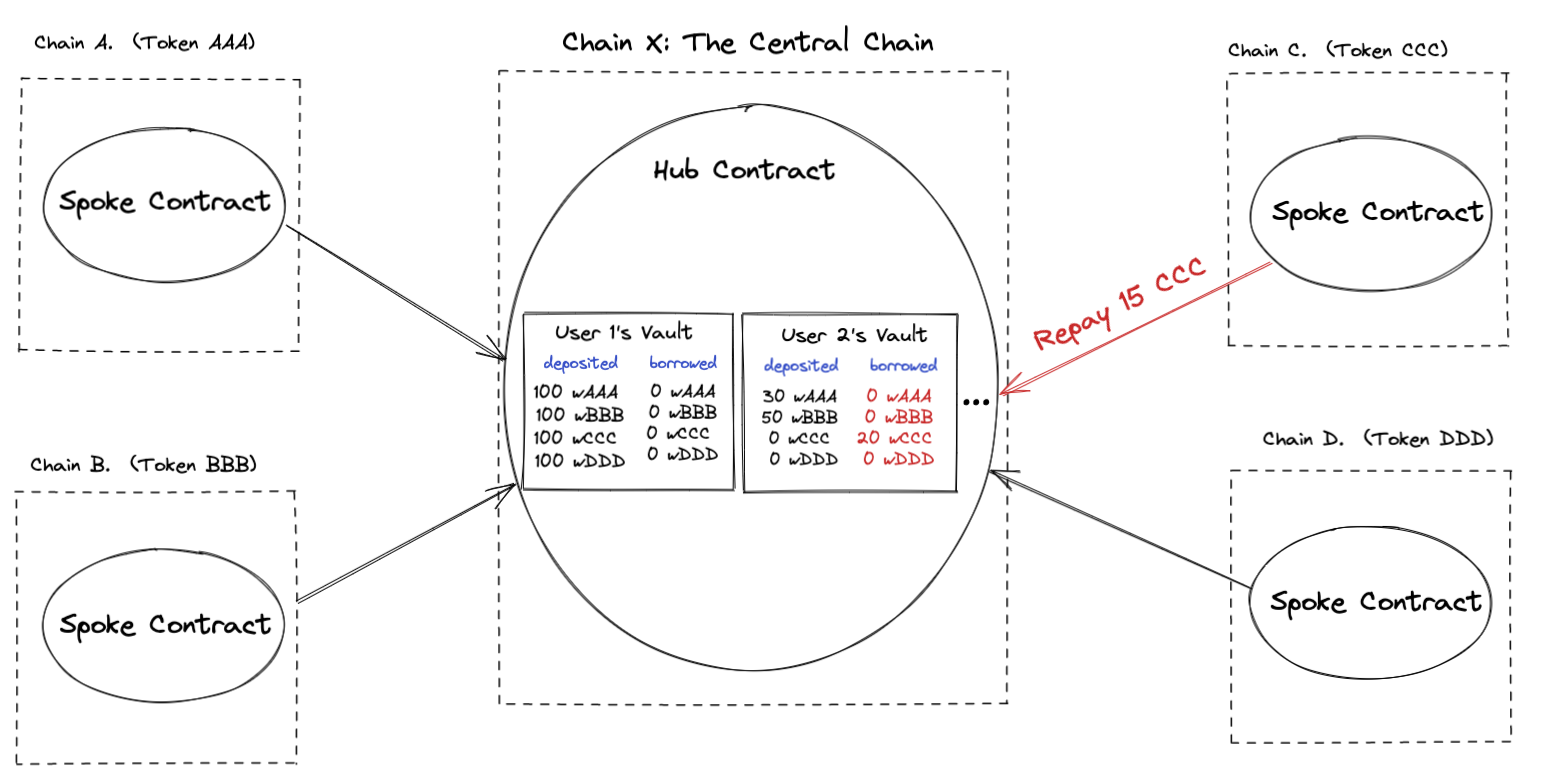 Chain A. (Token AAA)
Spoke Contract
Chain B. (Token BBB)
Spoke Contract
Chain X: The Central Chain
Hub Contract
User 1's Vault
deposited borrowed
100 wAAA 0 wAAA
100 wBBB 0 wBBB
100 wCCC 0 wCCC
100 wDDD 0 wDDD
User 2's Vault
deposited borrowed
30 wAAA 0 wAAA
50 wBBB 0 wBBB
0 wCCC 20 wCCC
0 wDDD 0 wDDD
...
Repay 15 CCC
Chain C. (Token CCC)
Spoke Contract
Chain D. (Token DDD)
Spoke Contract